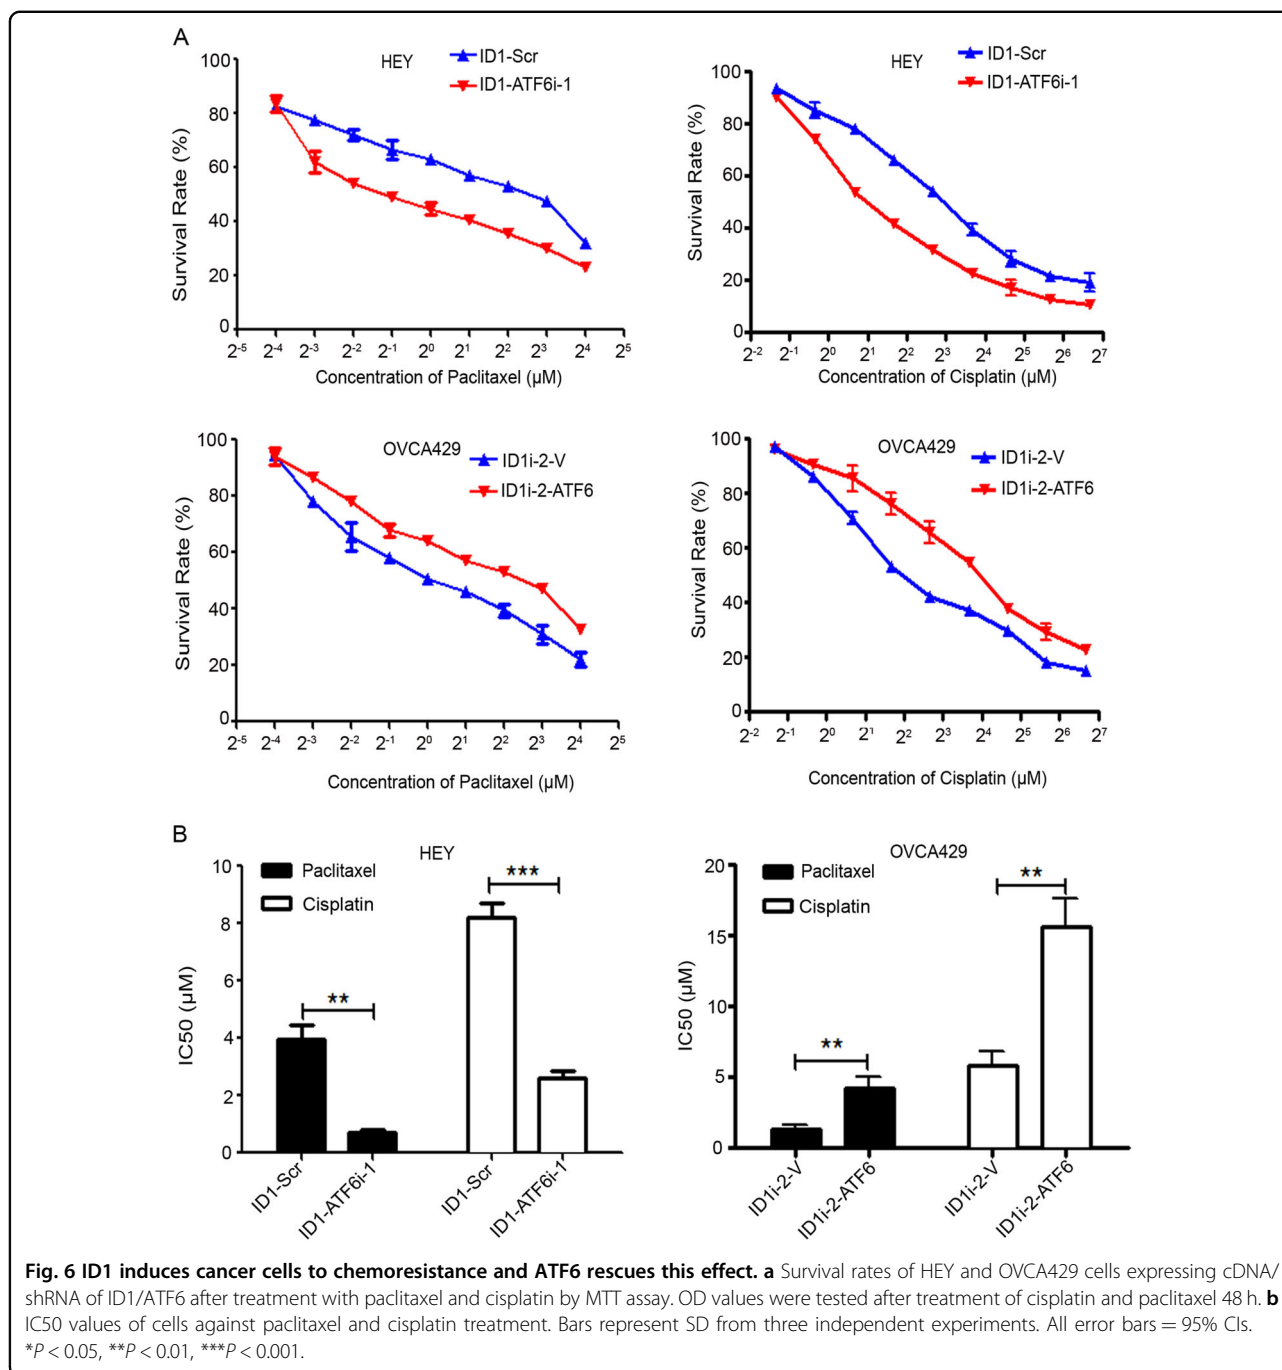 A
HEY
ID1-Scr
ID1-ATF6i-1
Survival Rate (%)
100
80
60
40
20
0
2-5 2-4 2-3 2-2 2-1 20 21 22 23 24 25
Concentration of Paclitaxel (µM)
HEY
ID1-Scr
ID1-ATF6i-1
Survival Rate (%)
100
80
60
40
20
0
2-2 2-1 20 21 22 23 24 25 26 27
Concentration of Cisplatin (µM)
OVCA429
ID1i-2-V
ID1i-2-ATF6
Survival Rate (%)
100
80
60
40
20
0
2-5 2-4 2-3 2-2 2-1 20 21 22 23 24 25
Concentration of Paclitaxel (µM)
OVCA429
ID1i-2-V
ID1i-2-ATF6
Survival Rate (%)
100
80
60
40
20
0
2-2 2-1 20 21 22 23 24 25 26 27
Concentration of Cisplatin (µM)
B
HEY
Paclitaxel
Cisplatin
IC50 (µM)
10
8
6
4
2
0
**
***
ID1-Scr
ID1-ATF6i-1
ID1-Scr
ID1-ATF6i-1
OVCA429
Paclitaxel
Cisplatin
IC50 (µM)
20
15
10
5
0
**
**
ID1i-2-V
ID1i-2-ATF6
ID1i-2-V
ID1i-2-ATF6
Fig. 6 ID1 induces cancer cells to chemoresistance and ATF6 rescues this effect. a Survival rates of HEY and OVCA429 cells expressing cDNA/
shRNA of ID1/ATF6 after treatment with paclitaxel and cisplatin by MTT assay. OD values were tested after treatment of cisplatin and paclitaxel 48 h. b
IC50 values of cells against paclitaxel and cisplatin treatment. Bars represent SD from three independent experiments. All error bars = 95% CIs.
*P < 0.05, **P < 0.01, ***P < 0.001.